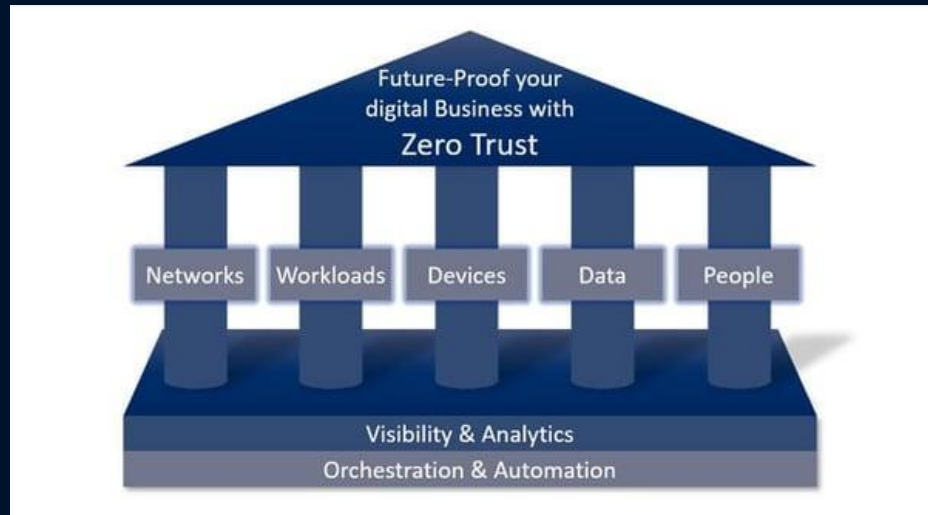 Future-Proof your
digital Business with
Zero Trust
Networks
Workloads
Devices
Data
People
Visibility & Analytics
Orchestration & Automation